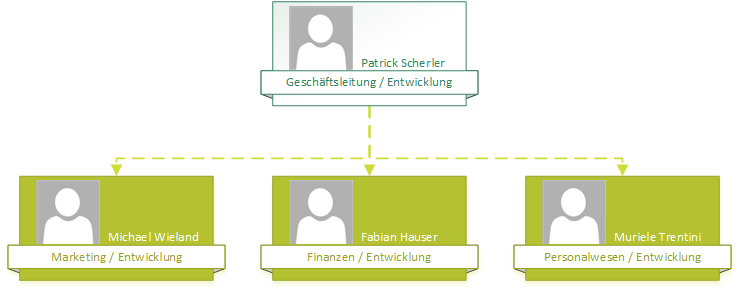 Patrick Scherler
Geschäftsleitung / Entwicklung
Michael Wieland
Marketing / Entwicklung
Fabian Hauser
Finanzen / Entwicklung
Muriele Trentini
Personalwesen / Entwicklung